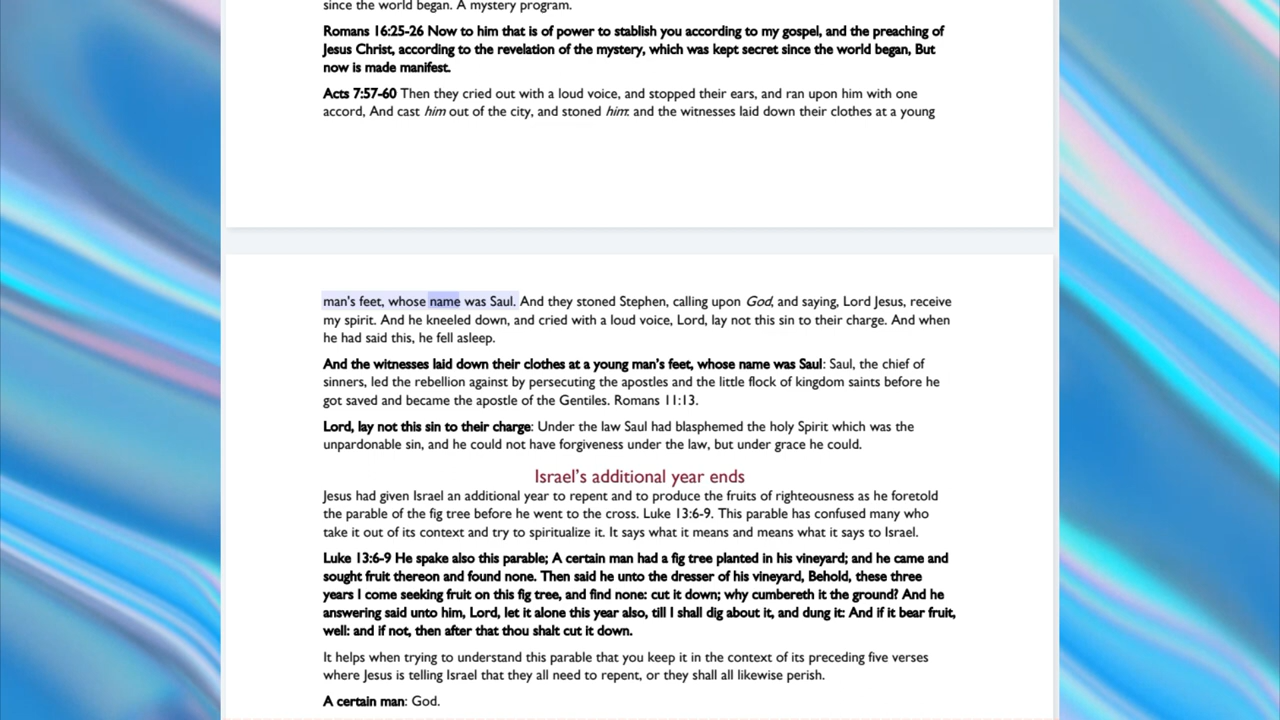 since the world began. A mystery program.
Romans 16:25-26 Now to him that is of power to stablish you according to my gospel, and the preaching of
Jesus Christ, according to the revelation of the mystery, which was kept secret since the world began, But
now is made manifest.
Acts 7:57-60 Then they cried out with a loud voice, and stopped their ears, and ran upon him with one
accord, And cast him out of the city, and stoned him: and the witnesses laid down their clothes at a young
man's feet, whose name was Saul. And they stoned Stephen, calling upon God, and saying, Lord Jesus, receive
my spirit. And he kneeled down, and cried with a loud voice, Lord, lay not this sin to their charge. And when
he had said this, he fell asleep.
And the witnesses laid down their clothes at a young man's feet, whose name was Saul: Saul, the chief of
sinners, led the rebellion against by persecuting the apostles and the little flock of kingdom saints before he
got saved and became the apostle of the Gentiles. Romans 11:13.
Lord, lay not this sin to their charge: Under the law Saul had blasphemed the holy Spirit which was the
unpardonable sin, and he could not have forgiveness under the law, but under grace he could.
Israel's additional year ends
Jesus had given Israel an additional year to repent and to produce the fruits of righteousness as he foretold
the parable of the fig tree before he went to the cross. Luke 13:6-9. This parable has confused many who
take it out of its context and try to spiritualize it. It says what it means and means what it says to Israel.
Luke 13:6-9 He spake also this parable; A certain man had a fig tree planted in his vineyard; and he came and
sought fruit thereon and found none. Then said he unto the dresser of his vineyard, Behold, these three
years I come seeking fruit on this fig tree, and find none: cut it down; why cumbereth it the ground? And he
answering said unto him, Lord, let it alone this year also, till I shall dig about it, and dung it: And if it bear fruit,
well: and if not, then after that thou shalt cut it down.
It helps when trying to understand this parable that you keep it in the context of its preceding five verses
where Jesus is telling Israel that they all need to repent, or they shall all likewise perish.
A certain man: God.